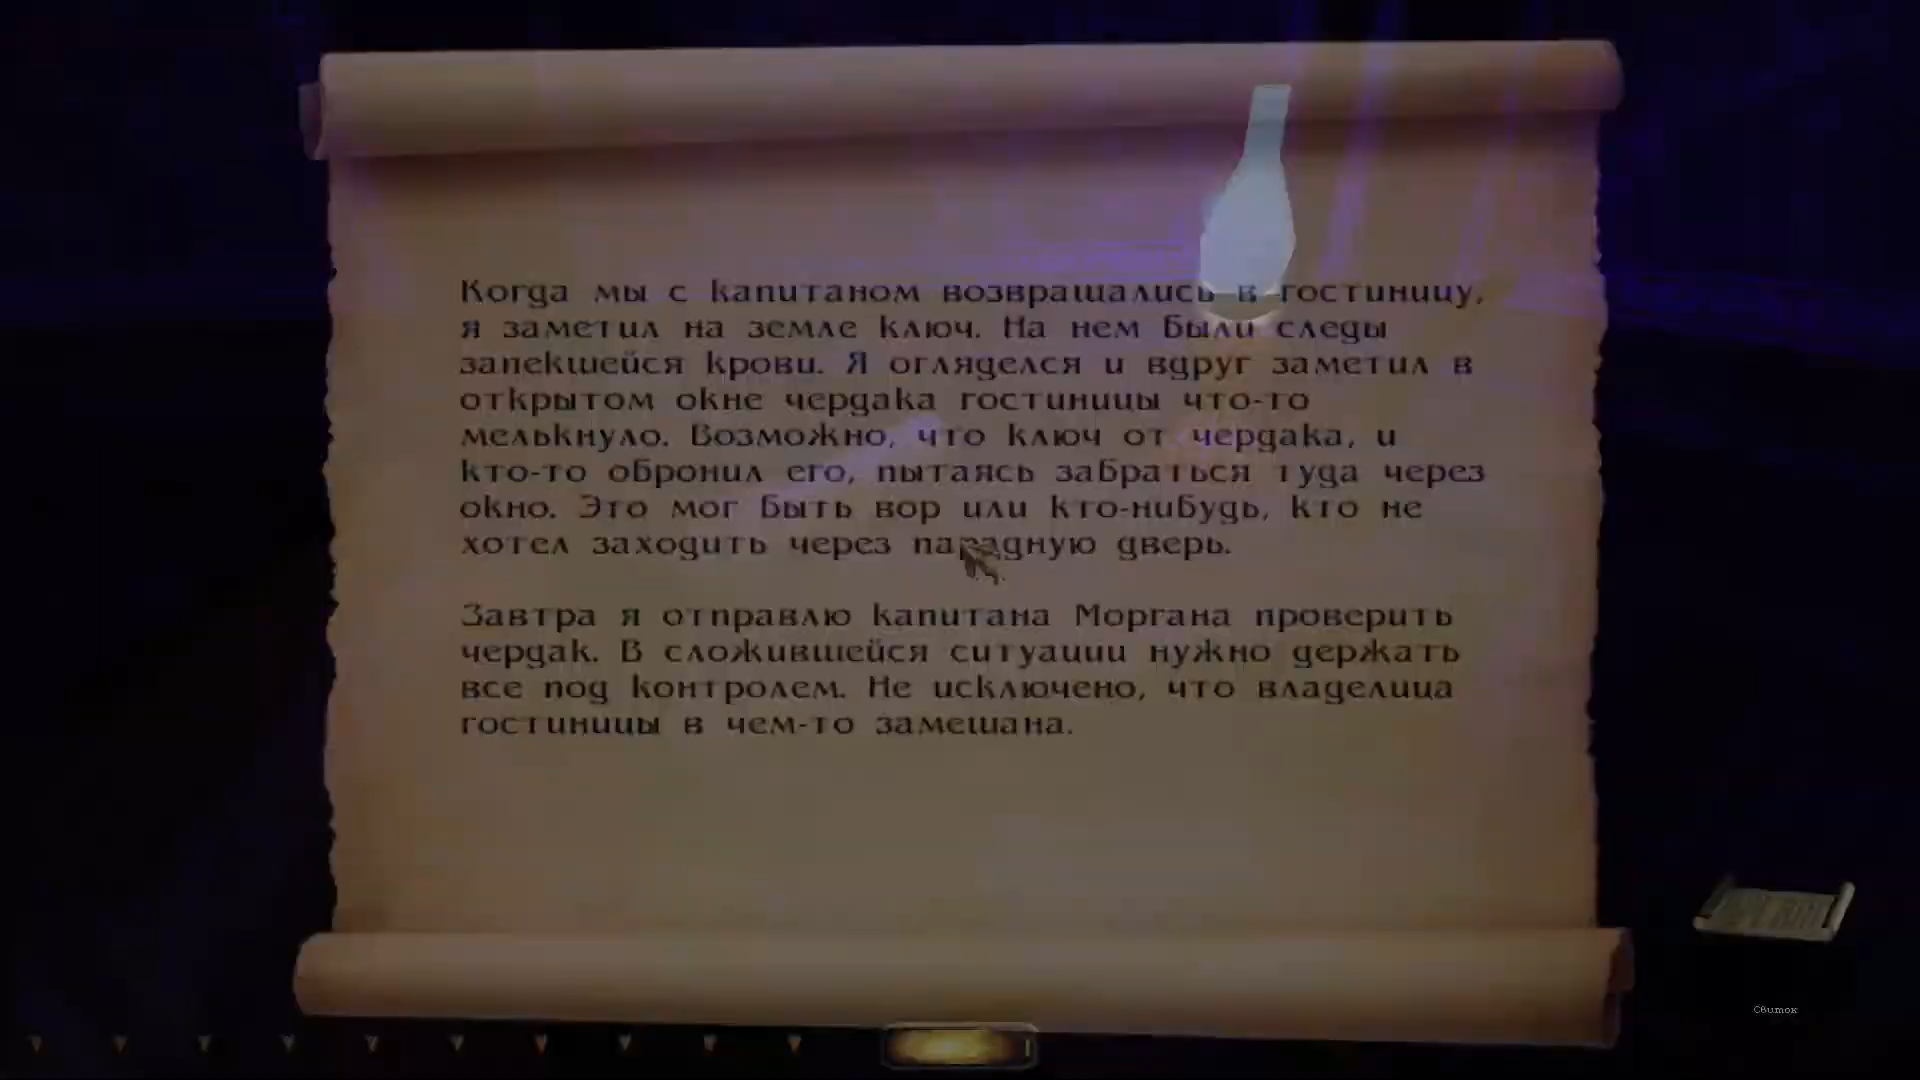 Когда мы с капитаном возвращались в гостиницу,
я заметил на земле ключ. На нем были следы
запекшейся крови. Я огляделся и вдруг заметил в
открытом окне чердака гостиницы что-то
мелькнуло. Возможно, что ключ от чердака, и
кто-то обронил его, пытаясь забраться туда через
окно. Это мог быть вор или кто-нибудь, кто не
хотел заходить через парадную дверь.
Завтра я отправлю капитана Моргана проверить
чердак. В сложившейся ситуации нужно держать
все под контролем. Не исключено, что владелица
гостиницы в чем-то замешана.
Свиток